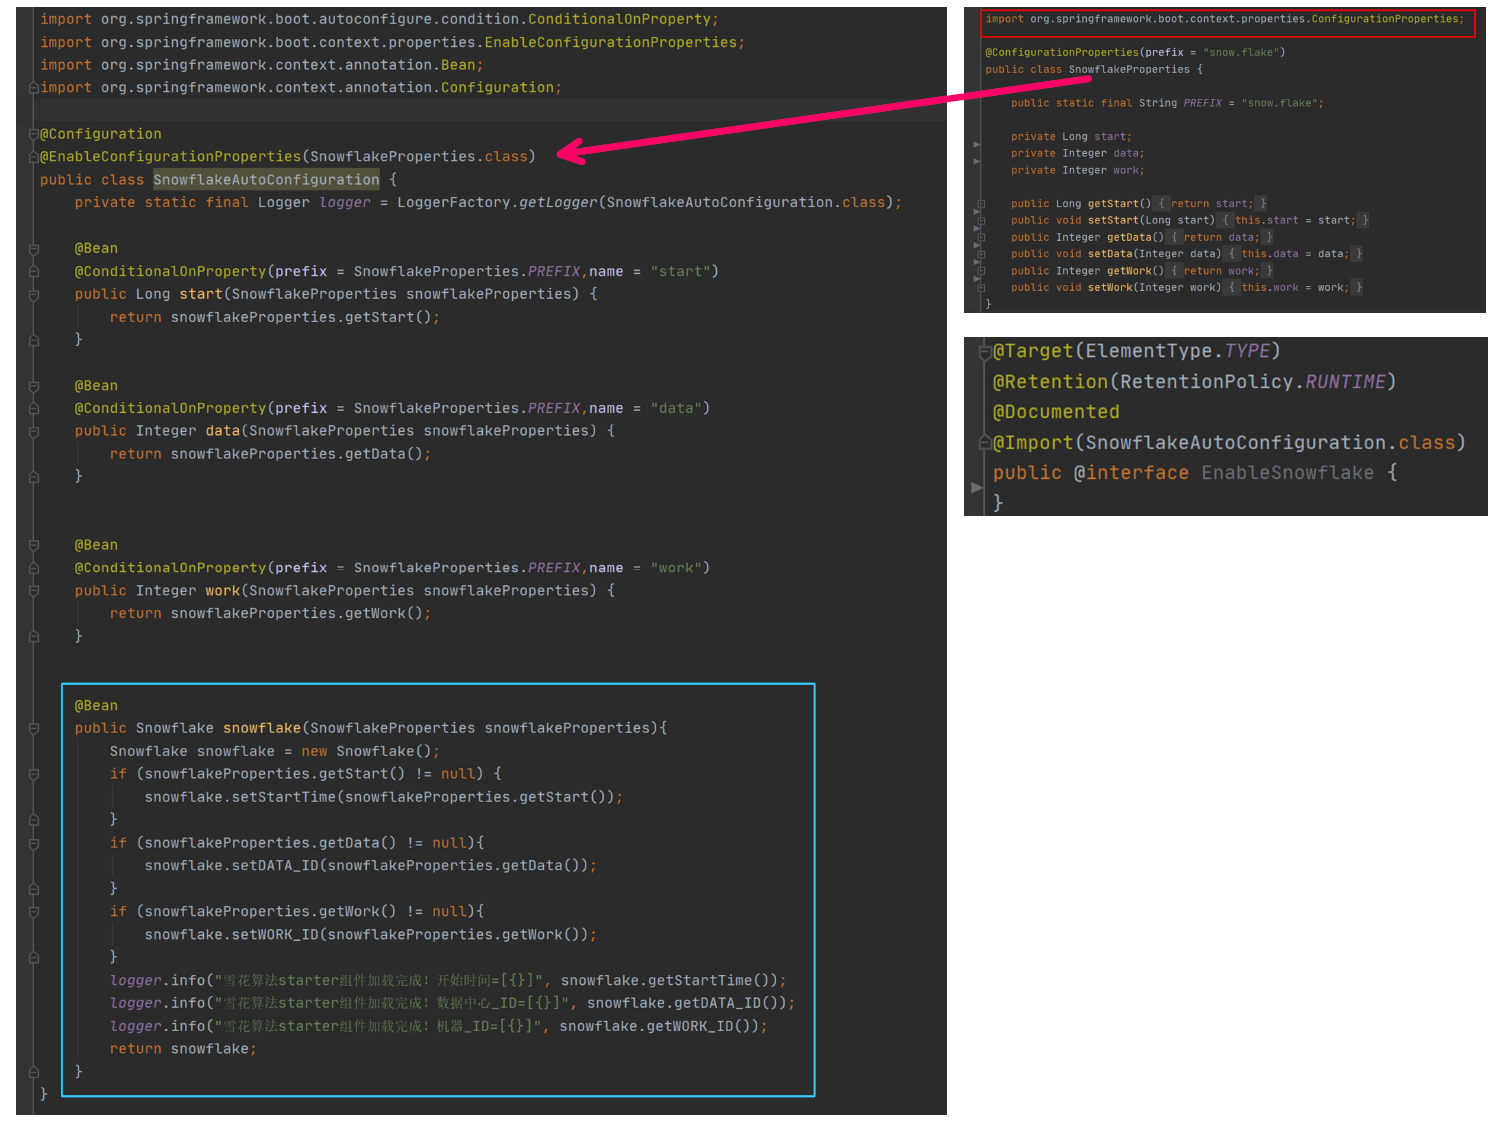 import org.springframework.boot.autoconfigure.condition.ConditionalOnProperty;
import org.springframework.boot.context.properties.EnableConfigurationProperties;
import org.springframework.context.annotation.Bean;
import org.springframework.context.annotation.Configuration;
@Configuration
@EnableConfigurationProperties(SnowflakeProperties.class)
public class SnowflakeAutoConfiguration {
private static final Logger logger = LoggerFactory.getLogger(SnowflakeAutoConfiguration.class);
@Bean
@ConditionalOnProperty(prefix = SnowflakeProperties.PREFIX,name = "start")
public Long start(SnowflakeProperties snowflakeProperties) {
return snowflakeProperties.getStart();
}
@Bean
@ConditionalOnProperty(prefix = SnowflakeProperties.PREFIX,name = "data")
public Integer data(SnowflakeProperties snowflakeProperties) {
return snowflakeProperties.getData();
}
@Bean
@ConditionalOnProperty(prefix = SnowflakeProperties.PREFIX,name = "work")
public Integer work(SnowflakeProperties snowflakeProperties) {
return snowflakeProperties.getWork();
}
@Bean
public Snowflake snowflake(SnowflakeProperties snowflakeProperties){
Snowflake snowflake = new Snowflake();
if (snowflakeProperties.getStart() != null) {
snowflake.setStartTime(snowflakeProperties.getStart());
}
if (snowflakeProperties.getData() != null){
snowflake.setDATA_ID(snowflakeProperties.getData());
}
if (snowflakeProperties.getWork() != null){
snowflake.setWORK_ID(snowflakeProperties.getWork());
}
logger.info("雪花算法starter组件加载完成！开始时间=[{}]", snowflake.getStartTime());
logger.info("雪花算法starter组件加载完成！数据中心_ID=[{}]", snowflake.getDATA_ID());
logger.info("雪花算法starter组件加载完成！机器_ID=[{}]", snowflake.getWORK_ID());
return snowflake;
}
}
import org.springframework.boot.context.properties.ConfigurationProperties;
@ConfigurationProperties(prefix = "snow.flake")
public class SnowflakeProperties {
public static final String PREFIX = "snow.flake";
private Long start;
private Integer data;
private Integer work;
public Long getStart() { return start; }
public void setStart(Long start) { this.start = start; }
public Integer getData() { return data; }
public void setData(Integer data) { this.data = data; }
public Integer getWork() { return work; }
public void setWork(Integer work) { this.work = work; }
}
@Target(ElementType.TYPE)
@Retention(RetentionPolicy.RUNTIME)
@Documented
@Import(SnowflakeAutoConfiguration.class)
public @interface EnableSnowflake {
}